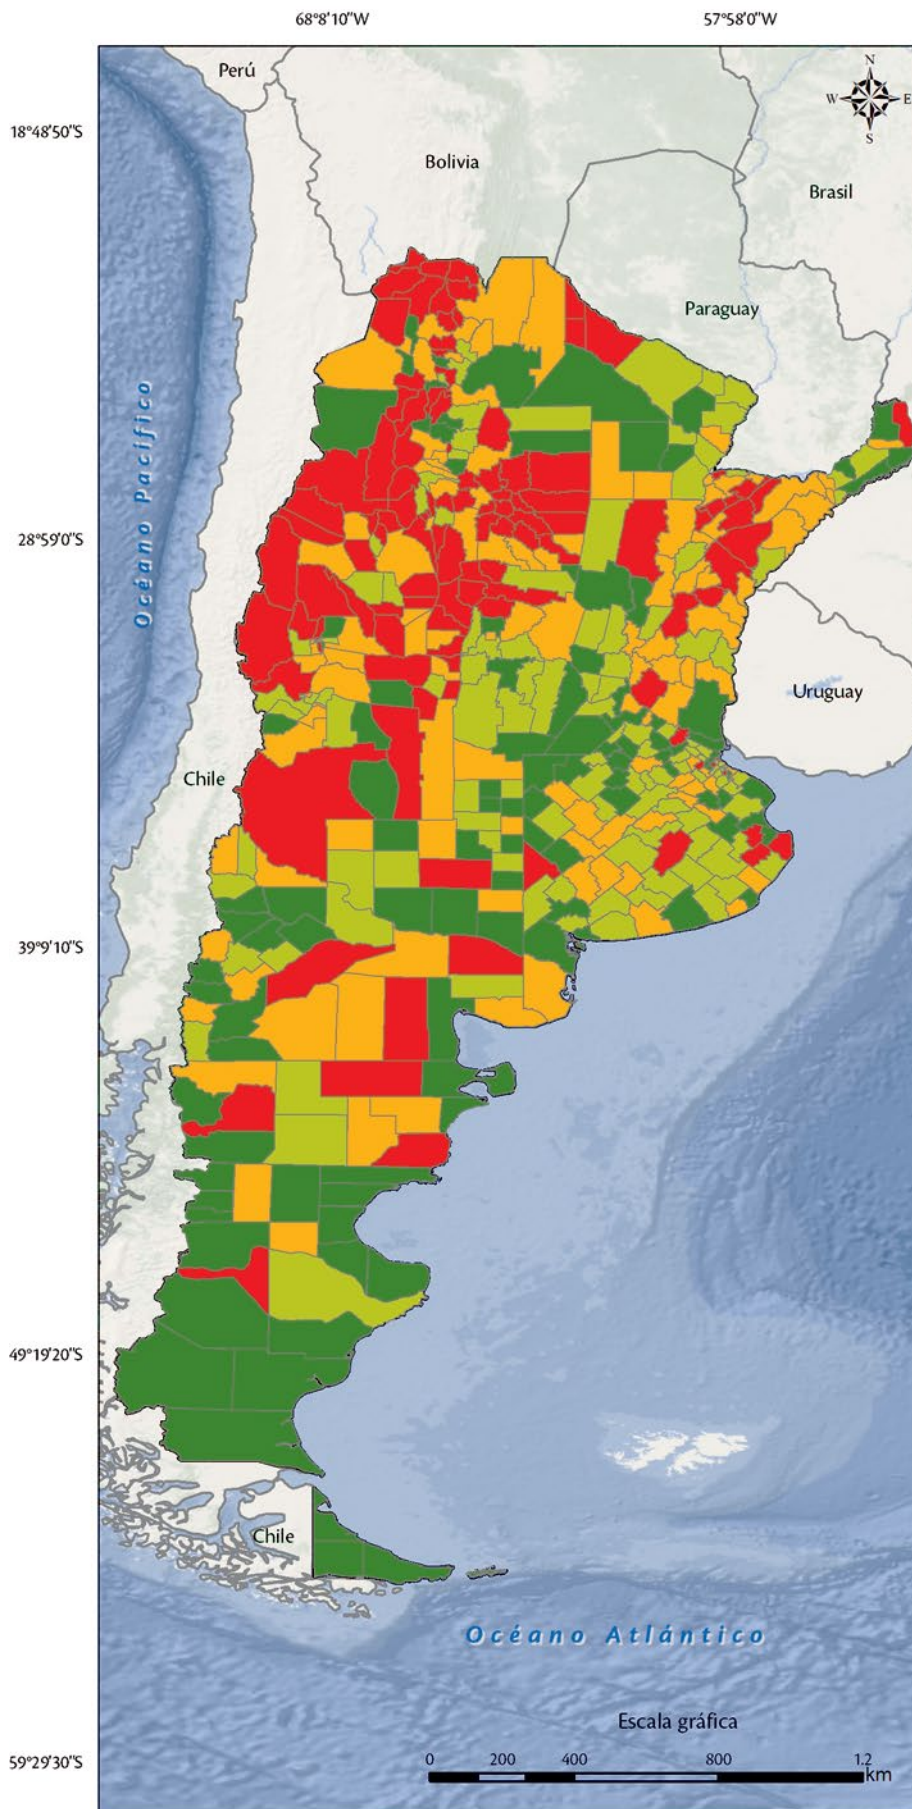 68°8'10"W
57°58'0"W
Perú
N
W
E
S
18°48'50"S
Bolivia
Brasil
Paraguay
Océano Pacífico
28°59'0"S
Uruguay
Chile
39°9'10"S
49°19'20"S
Chile
Océano Atlántico
Escala gráfica
59°29'30"S
0 200 400 800 1.2
km